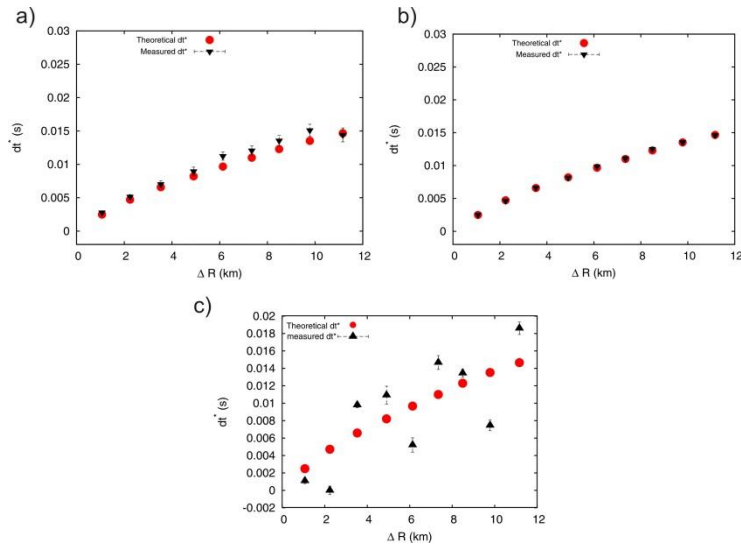 a)
0.03
0.025
0.02
0.015
0.01
0.005
0
dt* (s)
Theoretical dt*
Measured dt*
0 2 4 6 8 10 12
Δ R (km)
b)
0.03
0.025
0.02
0.015
0.01
0.005
0
dt* (s)
Theoretical dt*
Measured dt*
0 2 4 6 8 10 12
Δ R (km)
c)
0.02
0.018
0.016
0.014
0.012
0.01
0.008
0.006
0.004
0.002
0
-0.002
dt* (s)
Theoretical dt*
measured dt*
0 2 4 6 8 10 12
Δ R (km)